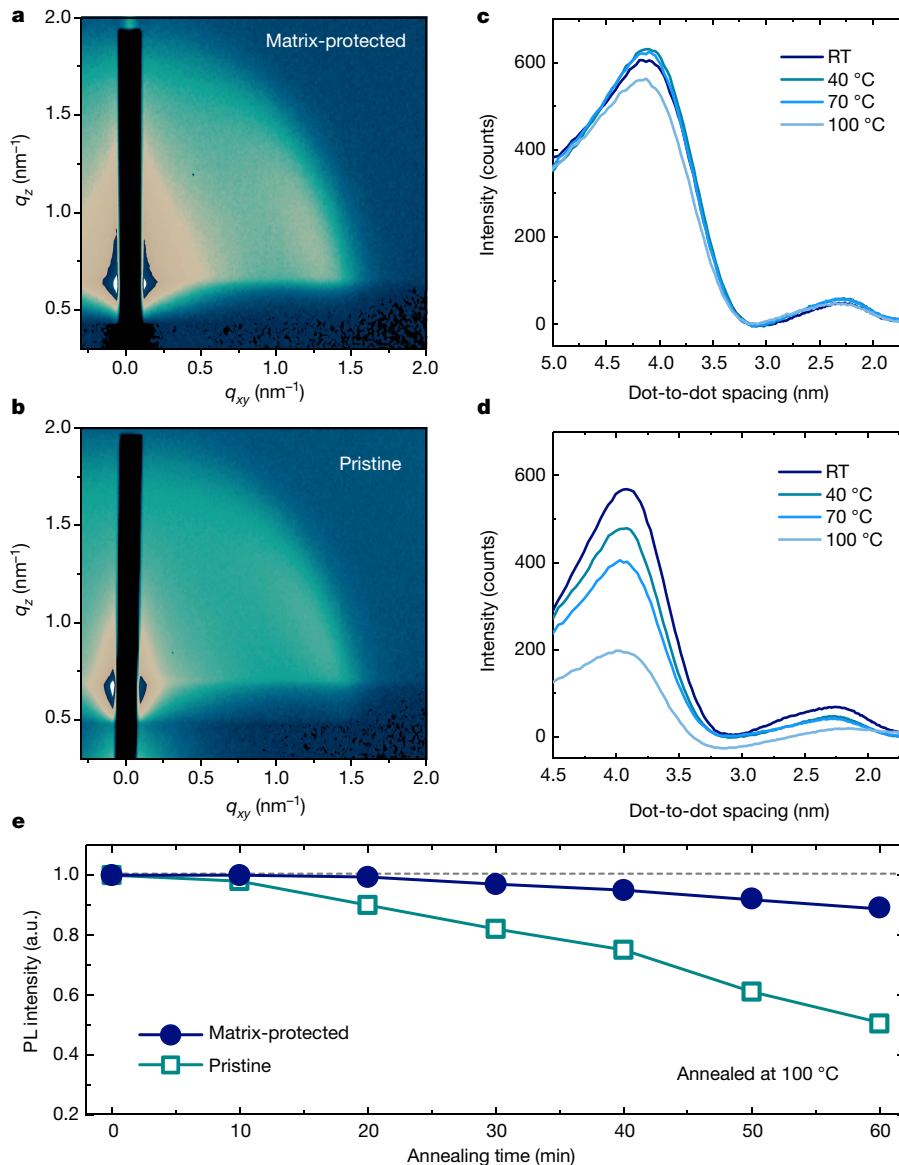 a
Matrix-protected
2.0
1.5
1.0
0.5
q_z (nm⁻¹)
0.0 0.5 1.0 1.5 2.0
q_xy (nm⁻¹)
b
Pristine
2.0
1.5
1.0
0.5
q_z (nm⁻¹)
0.0 0.5 1.0 1.5 2.0
q_xy (nm⁻¹)
c
RT
40 °C
70 °C
100 °C
600
400
200
0
Intensity (counts)
5.0 4.5 4.0 3.5 3.0 2.5 2.0
Dot-to-dot spacing (nm)
d
RT
40 °C
70 °C
100 °C
600
400
200
0
Intensity (counts)
4.5 4.0 3.5 3.0 2.5 2.0
Dot-to-dot spacing (nm)
e
1.0
0.8
0.6
0.4
0.2
PL intensity (a.u.)
Matrix-protected
Pristine
Annealed at 100 °C
0 10 20 30 40 50 60
Annealing time (min)